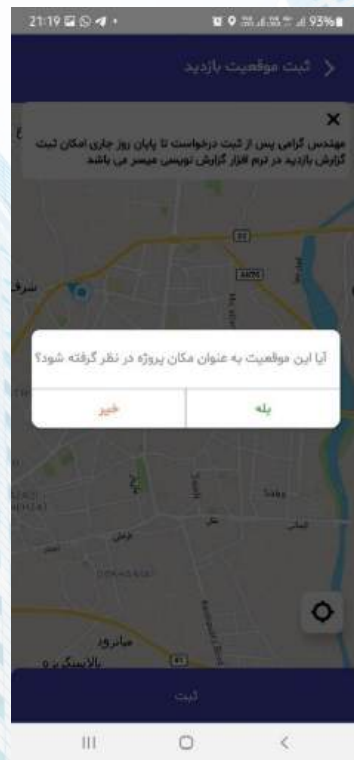 21:19
93%
ثبت موقعیت بازدید
مهندس گرامی پس از ثبت درخواست تا پایان روز جاری امکان ثبت
گزارش بازدید در نرم افزار گزارش نویسی میسر می باشد
شرف
آیا این موقعیت به عنوان مکان پروژه در نظر گرفته شود؟
بله
خیر
میانرود
ثبت